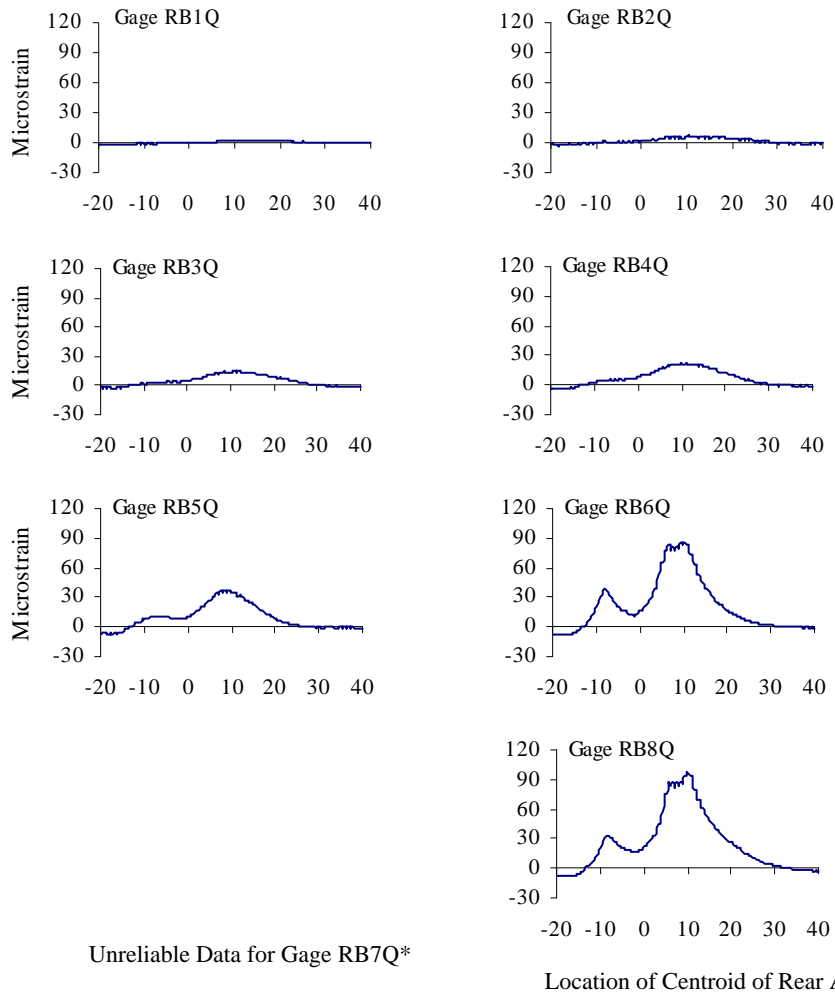 Gage RB1Q
120
90
60
30
0
-30
Microstrain
-20 -10 0 10 20 30 40
Gage RB2Q
120
90
60
30
0
-30
-20 -10 0 10 20 30 40
Gage RB3Q
120
90
60
30
0
-30
Microstrain
-20 -10 0 10 20 30 40
Gage RB4Q
120
90
60
30
0
-30
-20 -10 0 10 20 30 40
Gage RB5Q
120
90
60
30
0
-30
Microstrain
-20 -10 0 10 20 30 40
Gage RB6Q
120
90
60
30
0
-30
-20 -10 0 10 20 30 40
Unreliable Data for Gage RB7Q*
Gage RB8Q
120
90
60
30
0
-30
-20 -10 0 10 20 30 40
Location of Centroid of Rear